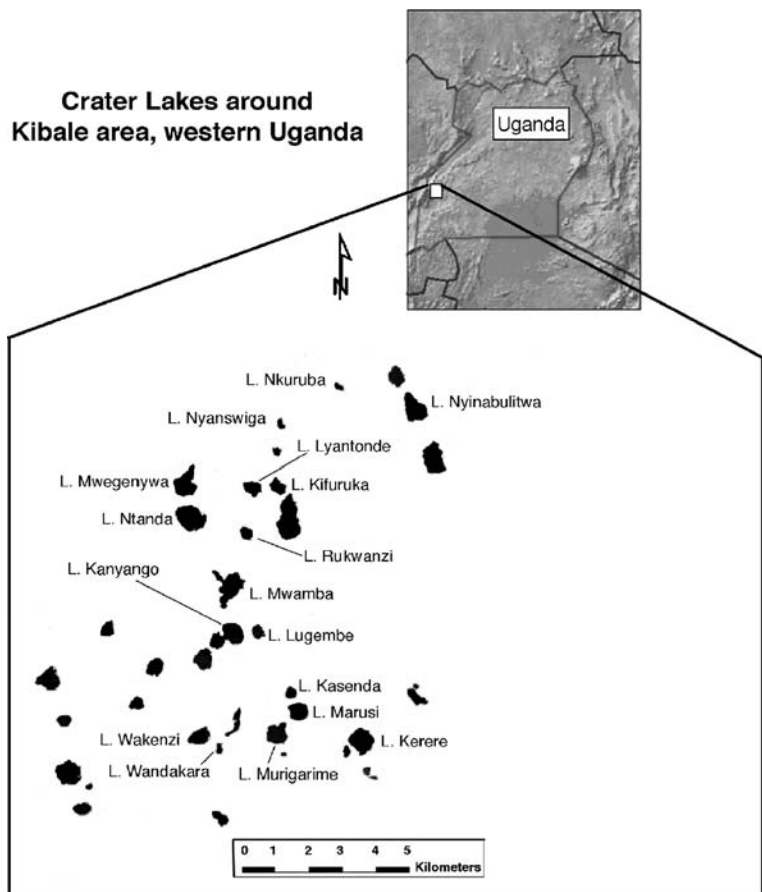 Crater Lakes around
Kibale area, western Uganda
Uganda
N
L. Nkuruba
L. Nyinabulitwa
L. Nyanswiga
L. Lyantonde
L. Mwegenywa
L. Kifuruka
L. Ntanda
L. Rukwanzi
L. Kanyango
L. Mwamba
L. Lugembe
L. Kasenda
L. Marusi
L. Wakenzi
L. Kerere
L. Wandakara
L. Murigarime
0 1 2 3 4 5
Kilometers